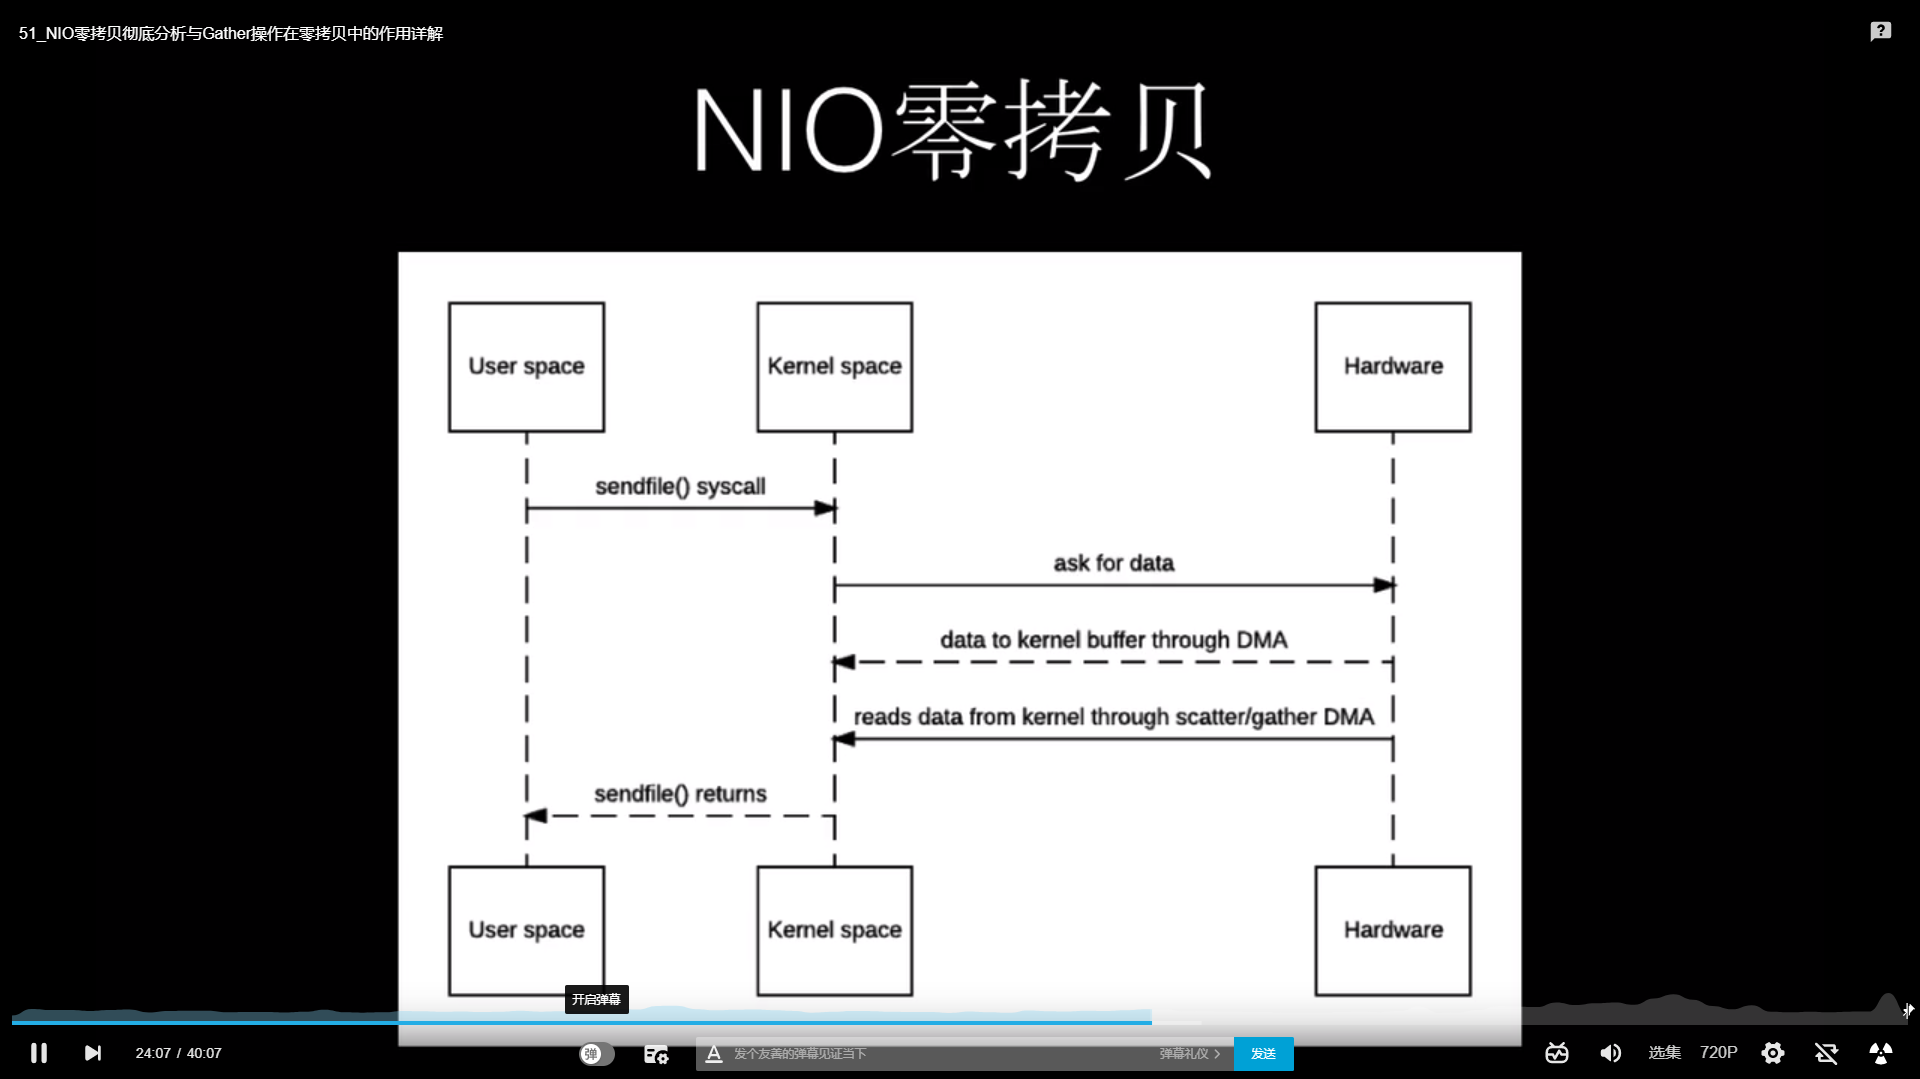 51_NIO零拷贝彻底分析与Gather操作在零拷贝中的作用详解
NIO零拷贝
User space
Kernel space
Hardware
sendfile() syscall
ask for data
data to kernel buffer through DMA
reads data from kernel through scatter/gather DMA
sendfile() returns
User space
Kernel space
Hardware
开启弹幕
24:07 / 40:07
弹
A
发个友善的弹幕见证当下
弹幕礼仪
发送
选集
720P